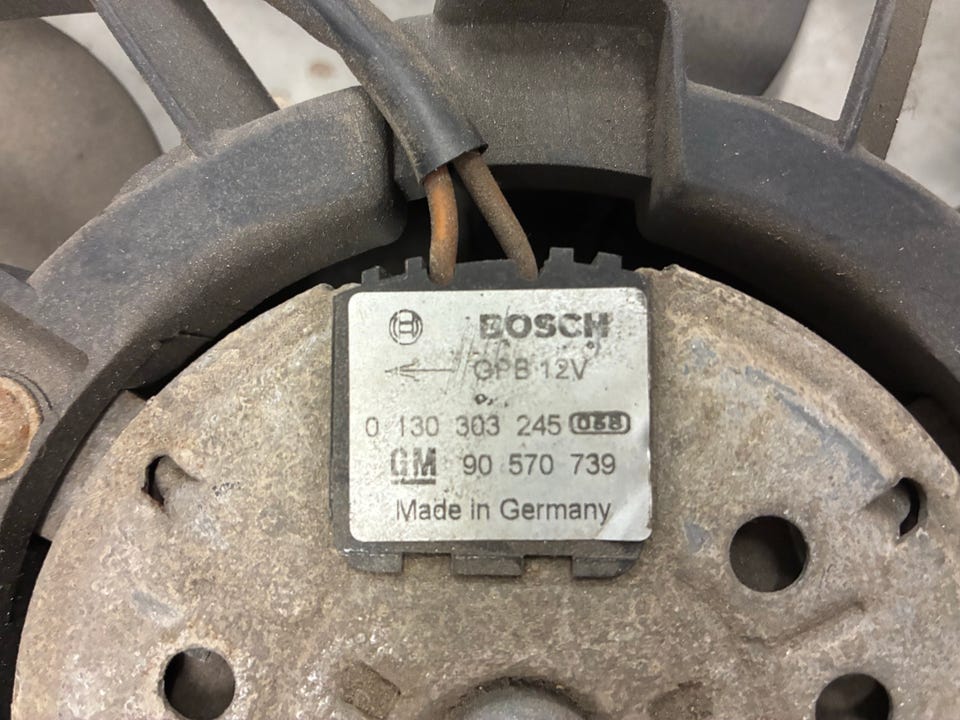 BOSCH
GPB 12V
0 130 303 245 088
GM 90 570 739
Made in Germany